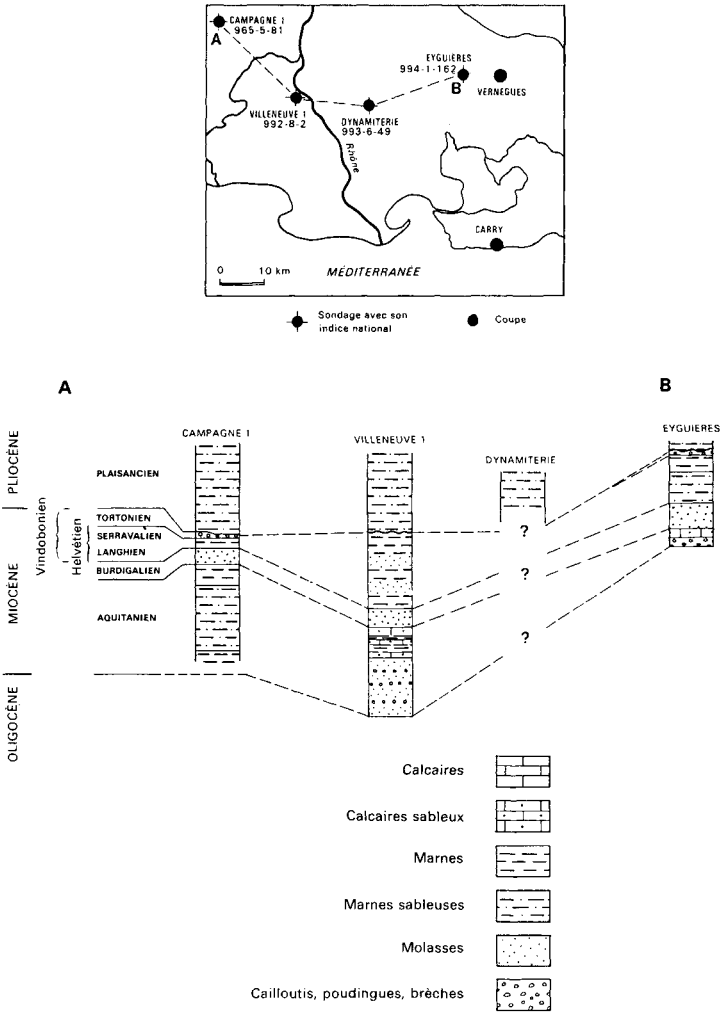 CAMPAGNE 1
965-5-81
A
EYGUIÈRES
994-1-162
B
VERNEGUES
VILLENEUVE 1
992-8-2
DYNAMITERIE
993-6-49
Rhône
CARRY
0 10 km
MÉDITERRANÉE
Sondage avec son
indice national
Coupe
A
B
CAMPAGNE 1
VILLENEUVE 1
DYNAMITERIE
EYGUIERES
PLIOCÈNE
MIOCÈNE
OLIGOCÈNE
Vindobonien
Helvétien
PLAISANCIEN
TORTONIEN
SERRAVALIEN
LANGHIEN
BURDIGALIEN
AQUITANIEN
?
?
?
Calcaires
Calcaires sableux
Marnes
Marnes sableuses
Molasses
Cailloutis, poudingues, brèches